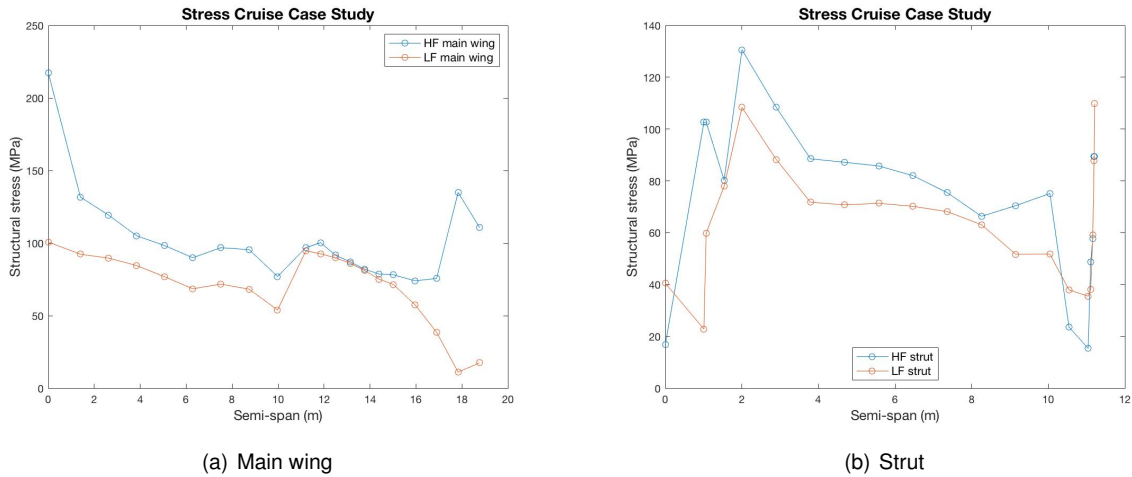 Stress Cruise Case Study
250
200
150
100
50
0
Structural stress (MPa)
HF main wing
LF main wing
0 2 4 6 8 10 12 14 16 18 20
Semi-span (m)
(a) Main wing
Stress Cruise Case Study
140
120
100
80
60
40
20
0
Structural stress (MPa)
HF strut
LF strut
0 2 4 6 8 10 12
Semi-span (m)
(b) Strut